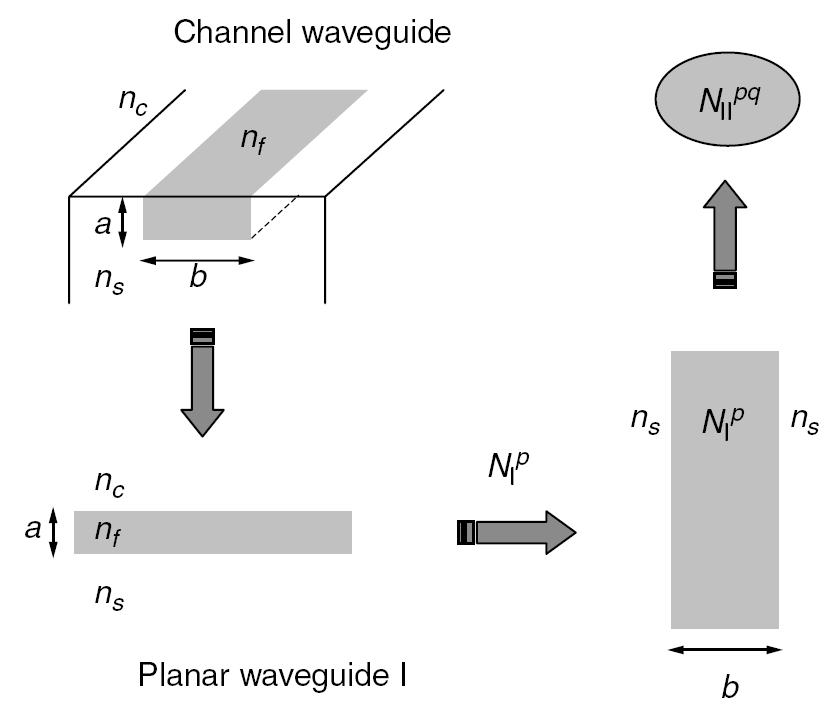 Channel waveguide
n_c
n_f
a
b
n_s
N_II^pq
n_c
a
n_f
n_s
Planar waveguide I
N_I^p
n_s
N_I^p
n_s
b